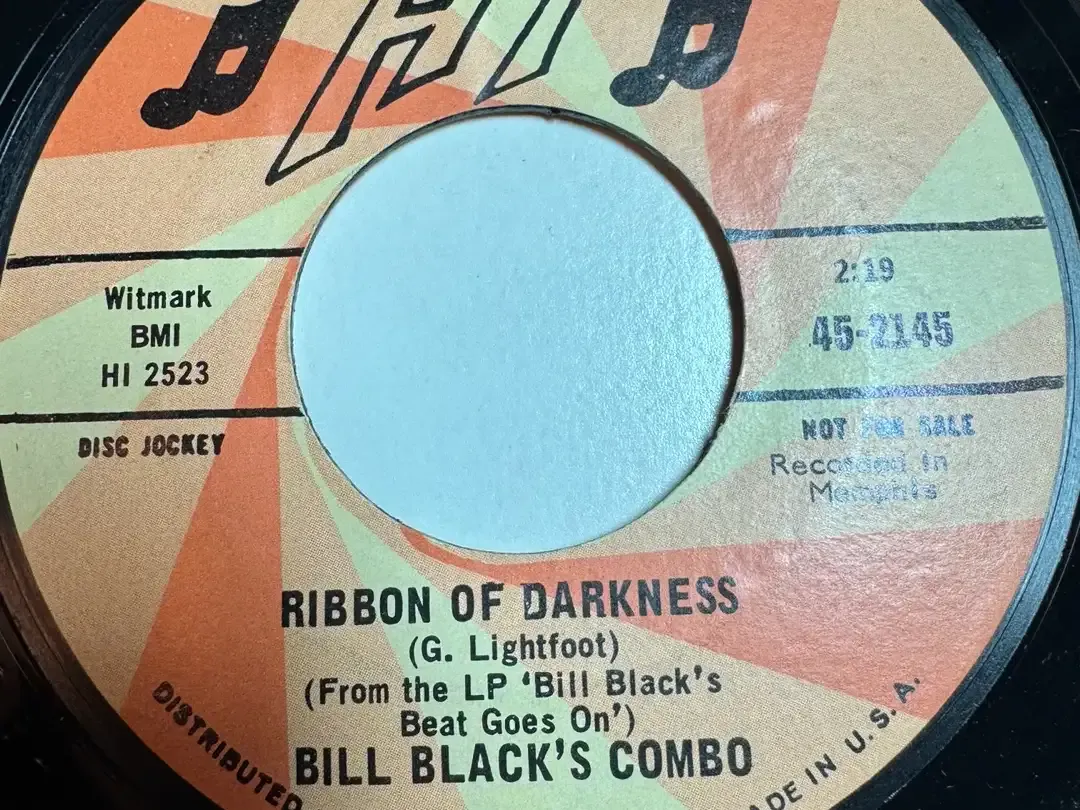 HI
Witmark
BMI
HI 2523
DISC JOCKEY
2:19
45-2145
NOT FOR SALE
Recorded In
Memphis
RIBBON OF DARKNESS
(G. Lightfoot)
(From the LP ‘Bill Black’s
Beat Goes On’)
BILL BLACK’S COMBO
DISTRIBUTED
MADE IN U.S.A.